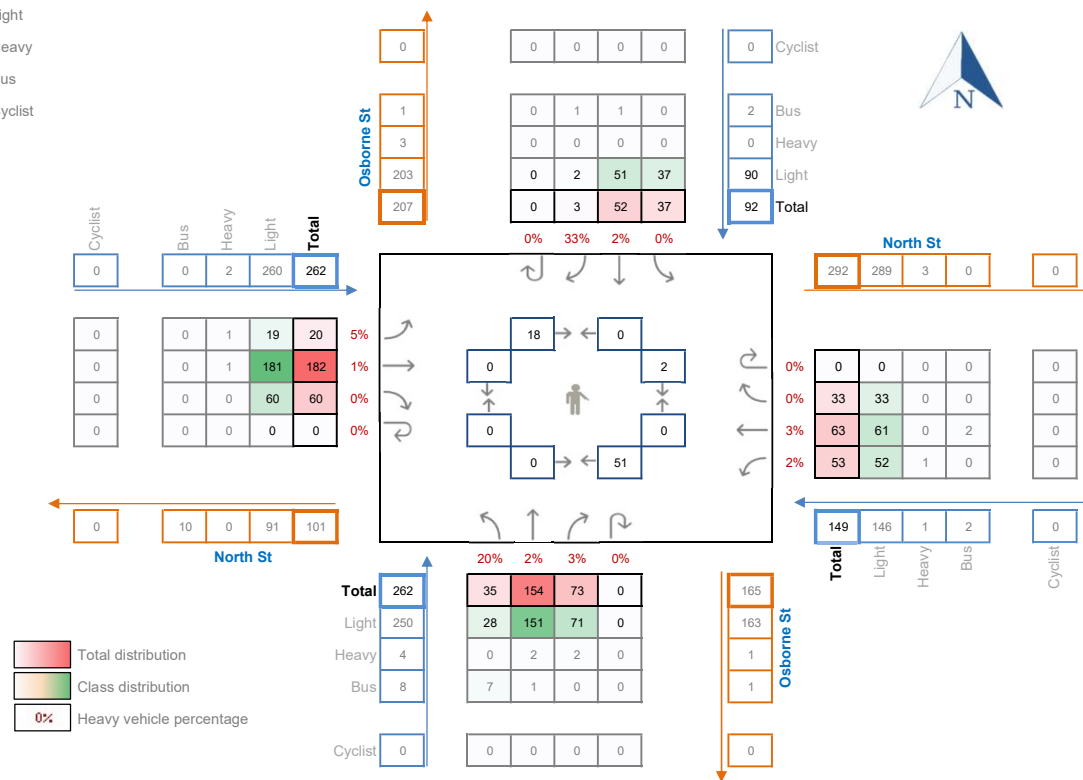 ight
0 0 0 0 0 0 Cyclist
eavy
us
1 0 1 1 0 2 Bus
yclist
N
3 0 0 0 0 0 Heavy
Osborne St
203 0 2 51 37 90 Light
207 0 3 52 37 92 Total
Cyclist Bus Heavy Light Total
0% 33% 2% 0%
North St
0 0 2 260 262 292 289 3 0 0
0 0 1 19 20 5% 18 0
0 0 1 181 182 1% 0 2 0% 0 0 0 0 0
0 0 0 60 60 0% 0% 33 33 0 0 0
0 0 0 0 0 0% 0 0 3% 63 61 0 2 0
0 51 2% 53 52 1 0 0
0 10 0 91 101 149 146 1 2 0
North St
20% 2% 3% 0%
Total Light Heavy Bus Cyclist
Total 262 35 154 73 0 165
Light 250 28 151 71 0 163
Heavy 4 0 2 2 0 1
Bus 8 7 1 0 0 1
Osborne St
Total distribution
Class distribution
0% Heavy vehicle percentage
Cyclist 0 0 0 0 0 0